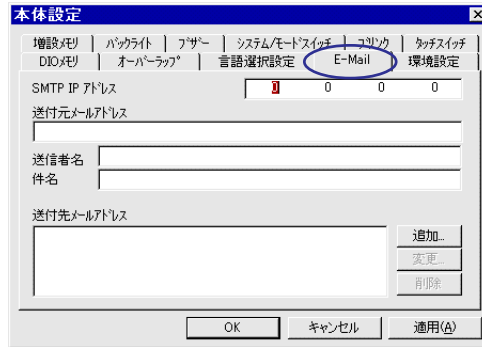 本体設定
増設ﾒﾓﾘ ﾊﾞｯｸﾗｲﾄ ﾌﾞｻﾞｰ ｼｽﾃﾑ/ﾓｰﾄﾞｽｲｯﾁ ﾌﾞﾘﾝｸ ﾀｯﾁｽｲｯﾁ
DIOﾒﾓﾘ ｵｰﾊﾞｰﾗｯﾌﾟ 言語選択設定 E-Mail 環境設定
SMTP IP ｱﾄﾞﾚｽ 0 0 0 0
送付元ﾒｰﾙｱﾄﾞﾚｽ
送信者名
件名
送付先ﾒｰﾙｱﾄﾞﾚｽ
追加...
変更...
削除
OK ｷｬﾝｾﾙ 適用(A)